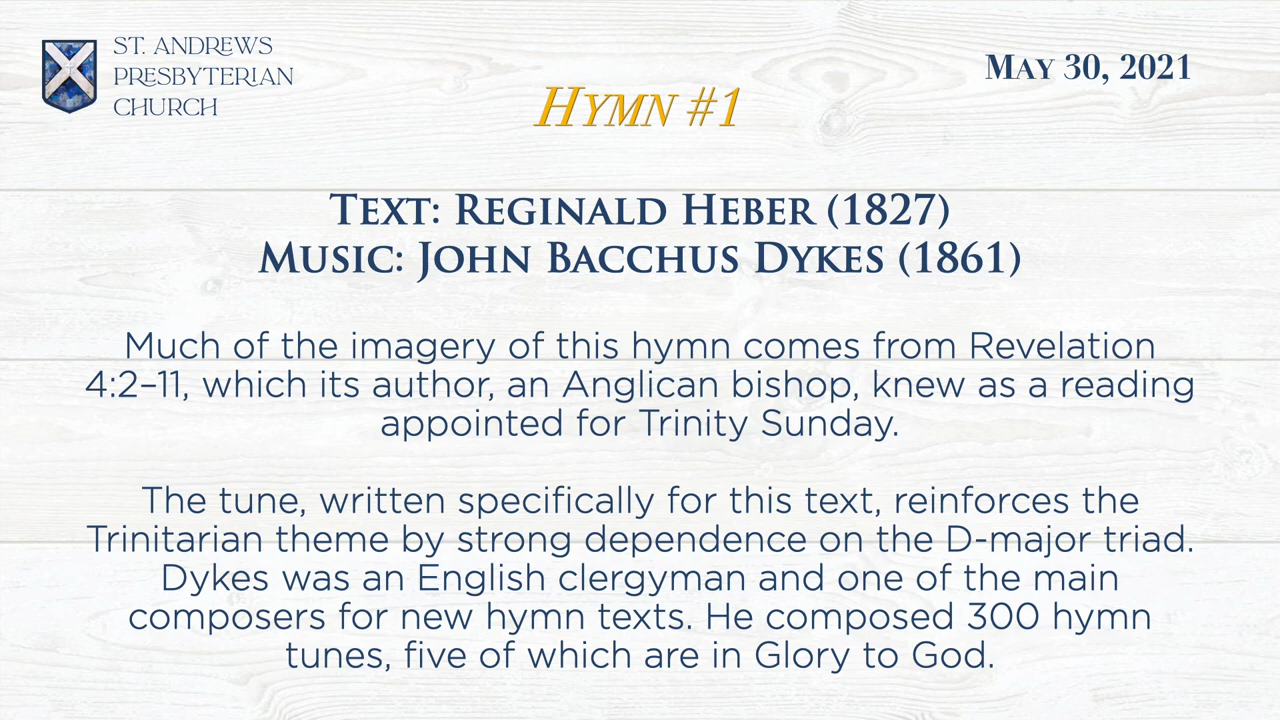 ST. ANDREWS
PRESBYTERIAN
CHURCH
MAY 30, 2021
HYMN #1
TEXT: REGINALD HEBER (1827)
MUSIC: JOHN BACCHUS DYKES (1861)
Much of the imagery of this hymn comes from Revelation
4:2–11, which its author, an Anglican bishop, knew as a reading
appointed for Trinity Sunday.
The tune, written specifically for this text, reinforces the
Trinitarian theme by strong dependence on the D-major triad.
Dykes was an English clergyman and one of the main
composers for new hymn texts. He composed 300 hymn
tunes, five of which are in Glory to God.